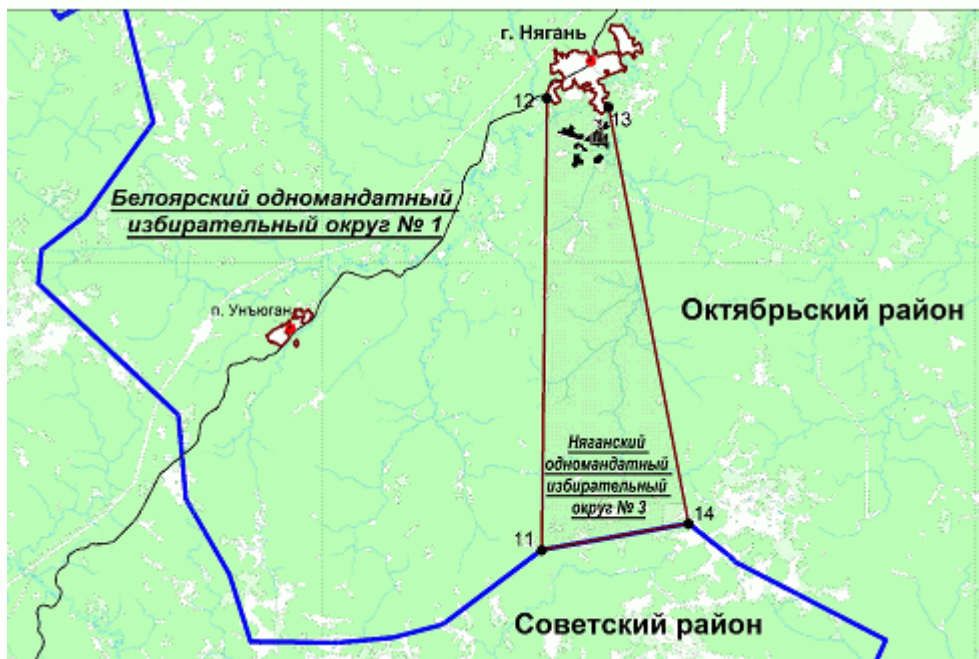 г. Нягань
12
13
Белоярский одномандатный
избирательный округ № 1
п. Унъюган
Октябрьский район
Няганский
одномандатный
избирательный
округ № 3
14
11
Советский район